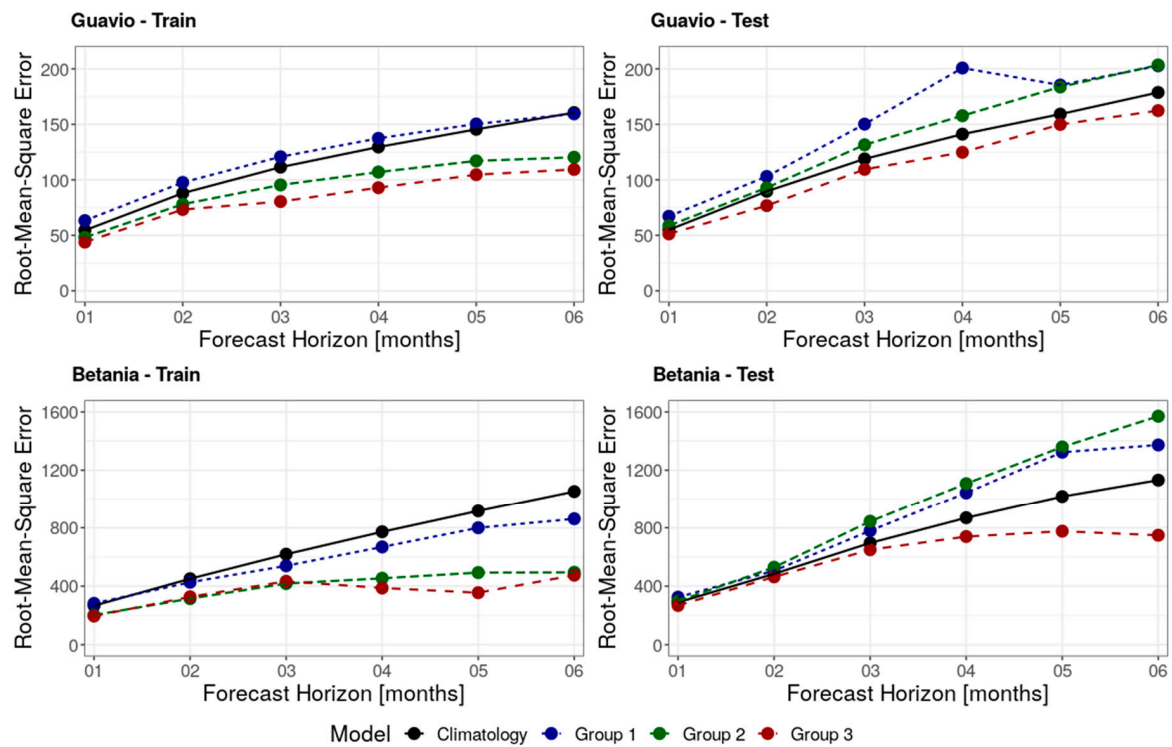 Guavio - Train
Root-Mean-Square Error
200
150
100
50
0
01 02 03 04 05 06
Forecast Horizon [months]
Guavio - Test
Root-Mean-Square Error
200
150
100
50
0
01 02 03 04 05 06
Forecast Horizon [months]
Betania - Train
Root-Mean-Square Error
1600
1200
800
400
0
01 02 03 04 05 06
Forecast Horizon [months]
Betania - Test
Root-Mean-Square Error
1600
1200
800
400
0
01 02 03 04 05 06
Forecast Horizon [months]
Model Climatology Group 1 Group 2 Group 3